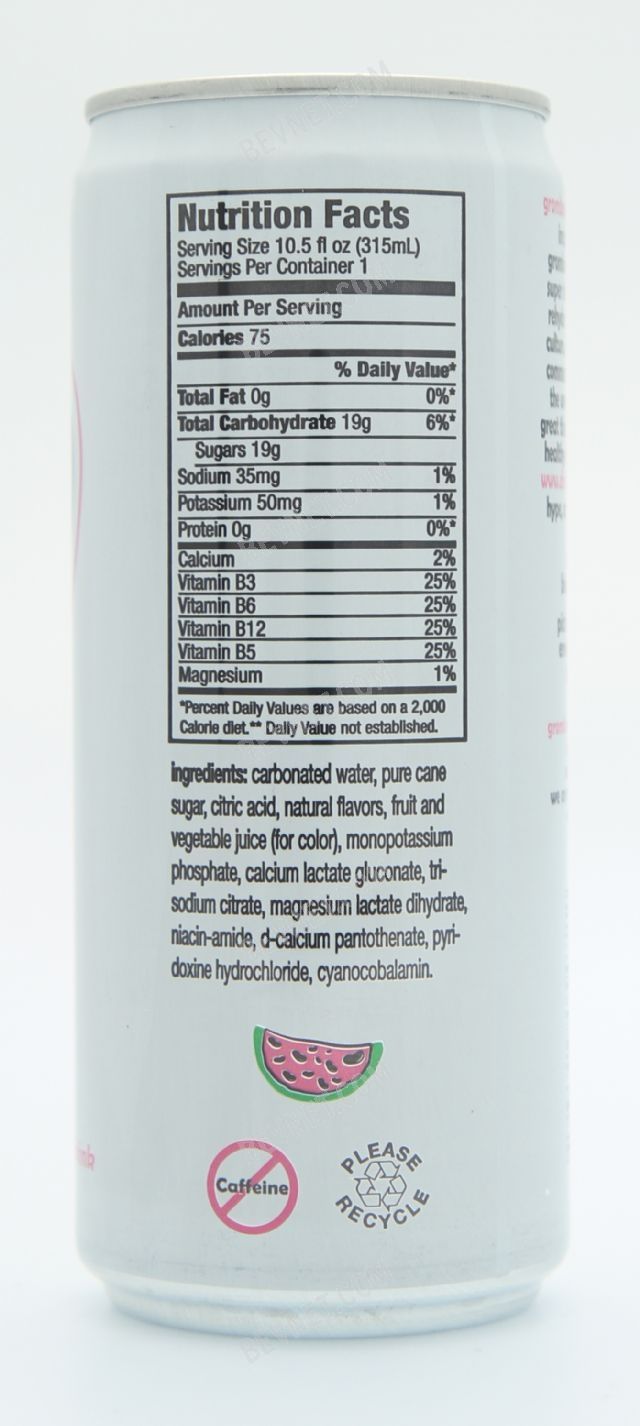 Nutrition Facts
Serving Size 10.5 fl oz (315mL)
Servings Per Container 1
Amount Per Serving
Calories 75
% Daily Value*
Total Fat 0g 0%*
Total Carbohydrate 19g 6%*
Sugars 19g
Sodium 35mg 1%
Potassium 50mg 1%
Protein 0g 0%*
Calcium 2%
Vitamin B3 25%
Vitamin B6 25%
Vitamin B12 25%
Vitamin B5 25%
Magnesium 1%
*Percent Daily Values are based on a 2,000
Calorie diet.** Daily Value not established.
ingredients: carbonated water, pure cane
sugar, citric acid, natural flavors, fruit and
vegetable juice (for color), monopotassium
phosphate, calcium lactate gluconate, tri-
sodium citrate, magnesium lactate dihydrate,
niacin-amide, d-calcium pantothenate, pyri-
doxine hydrochloride, cyanocobalamin.
Caffeine
PLEASE
RECYCLE
BEVNET.COM